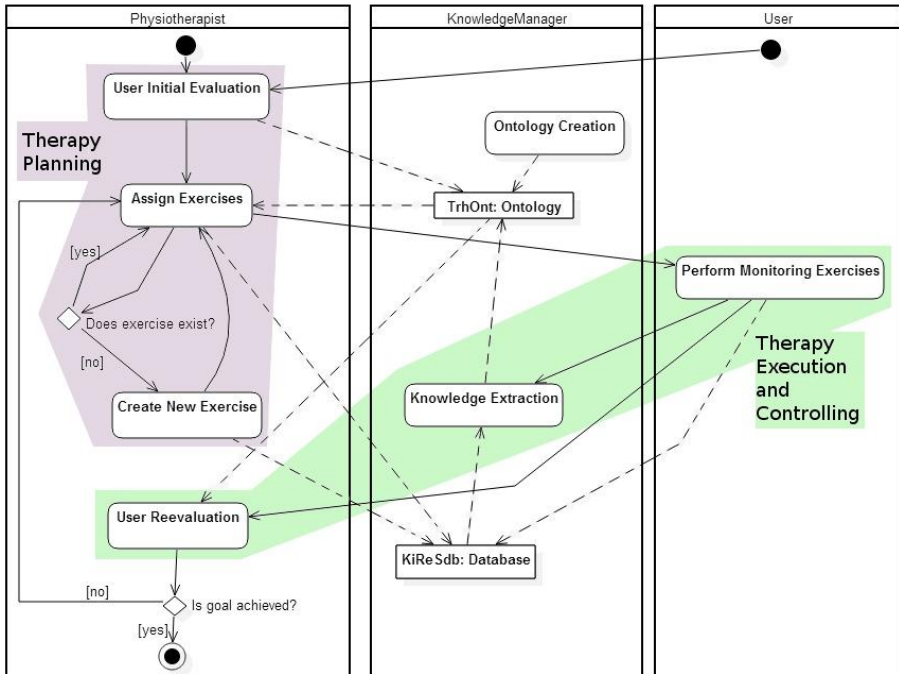 Physiotherapist
KnowledgeManager
User
User Initial Evaluation
Ontology Creation
Therapy
Planning
Assign Exercises
TrhOnt: Ontology
[yes]
Perform Monitoring Exercises
Does exercise exist?
[no]
Therapy
Execution
and
Controlling
Create New Exercise
Knowledge Extraction
User Reevaluation
KiReSdb: Database
[no]
Is goal achieved?
[yes]